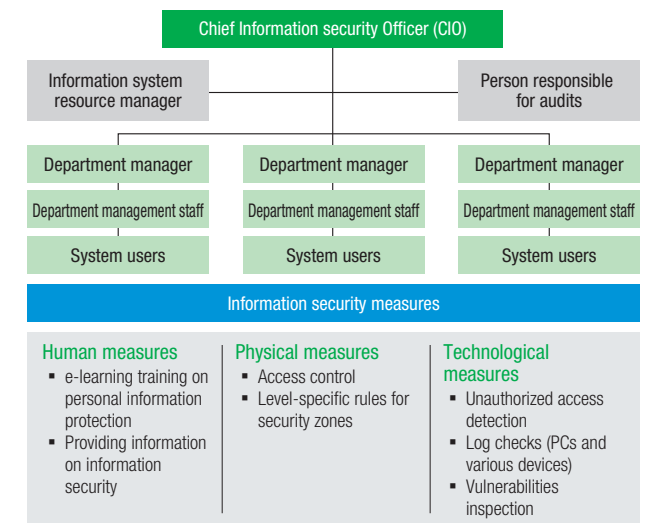 Chief Information security Officer (CIO)
Information system
resource manager
Person responsible
for audits
Department manager
Department manager
Department manager
Department management staff
Department management staff
Department management staff
System users
System users
System users
Information security measures
Human measures
▪ e-learning training on
personal information
protection
▪ Providing information
on information
security
Physical measures
▪ Access control
▪ Level-specific rules for
security zones
Technological
measures
▪ Unauthorized access
detection
▪ Log checks (PCs and
various devices)
▪ Vulnerabilities
inspection